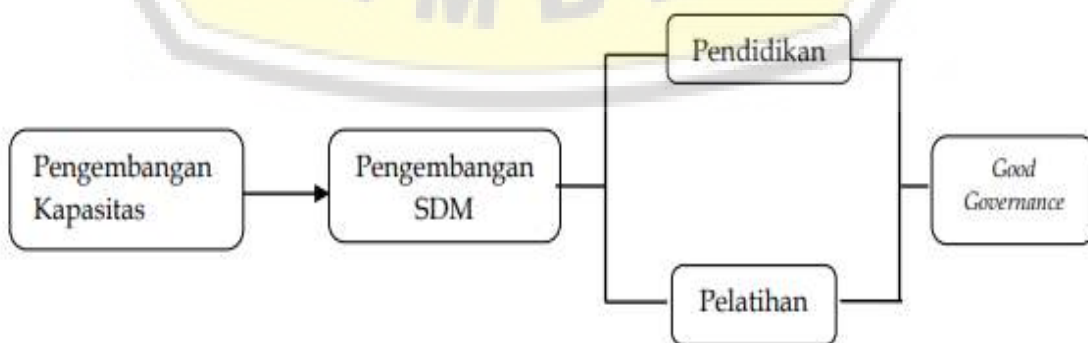 Pendidikan
Pengembangan
Kapasitas
Pengembangan
SDM
Good
Governance
Pelatihan